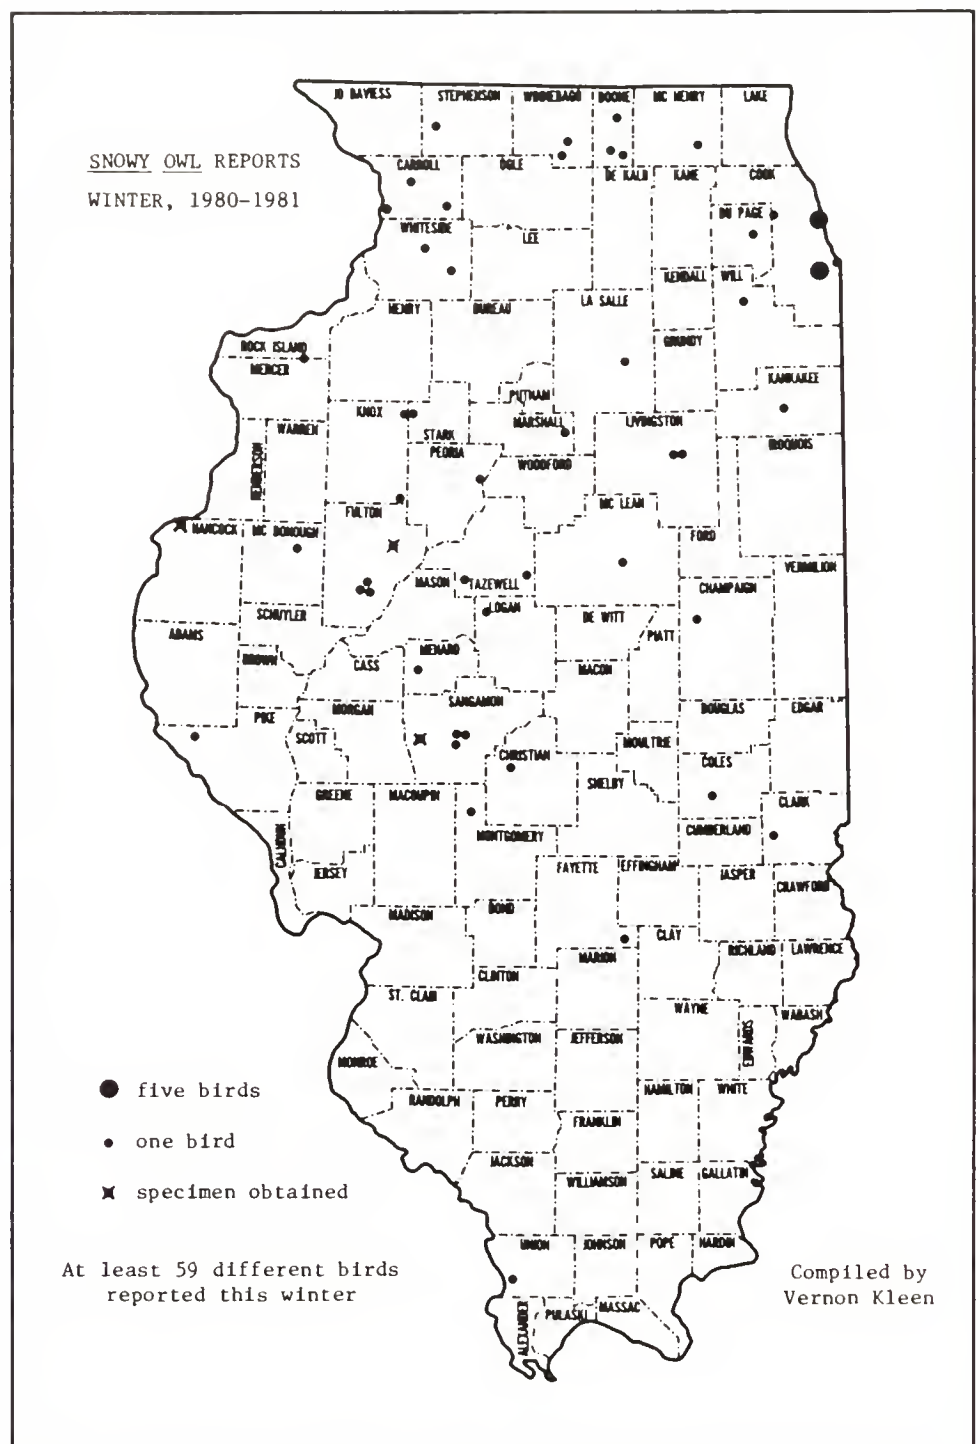 JO DAVIESS
STEPHENSON
WINNEBAGO
BOONE
MC HENRY
LAKE
SNOWY OWL REPORTS
WINTER, 1980-1981
CARROLL
OGLE
DE KALB
KANE
COOK
DU PAGE
WHITESIDE
LEE
KENDALL
WILL
HENRY
BUREAU
LA SALLE
GRUNDY
ROCK ISLAND
MERCER
KANKAKEE
PUTNAM
KNOX
STARK
MARSHALL
LIVINGSTON
WARREN
HENDERSON
PEORIA
WOODFORD
IROQUOIS
FULTON
MC LEAN
HANCOCK
MC DONOUGH
FORD
VERMILION
MASON
TAZEWELL
CHAMPAIGN
SCHUYLER
LOGAN
DE WITT
ADAMS
PIATT
BROWN
CASS
MENARD
MACON
PIKE
MORGAN
SANGAMON
DOUGLAS
EDGAR
SCOTT
CHRISTIAN
MOULTRIE
COLES
SHELBY
GREENE
MACOUPIN
CLARK
CALHOUN
MONTGOMERY
CUMBERLAND
JERSEY
FAYETTE
EFFINGHAM
JASPER
CRAWFORD
MADISON
BOND
CLAY
MARION
RICHLAND
LAWRENCE
CLINTON
ST. CLAIR
WAYNE
EDWARDS
WABASH
MONROE
WASHINGTON
JEFFERSON
RANDOLPH
PERRY
HAMILTON
WHITE
FRANKLIN
JACKSON
WILLIAMSON
SALINE
GALLATIN
UNION
JOHNSON
POPE
HARDIN
ALEXANDER
PULASKI
MASSAC
five birds
one bird
specimen obtained
At least 59 different birds
reported this winter
Compiled by
Vernon Kleen